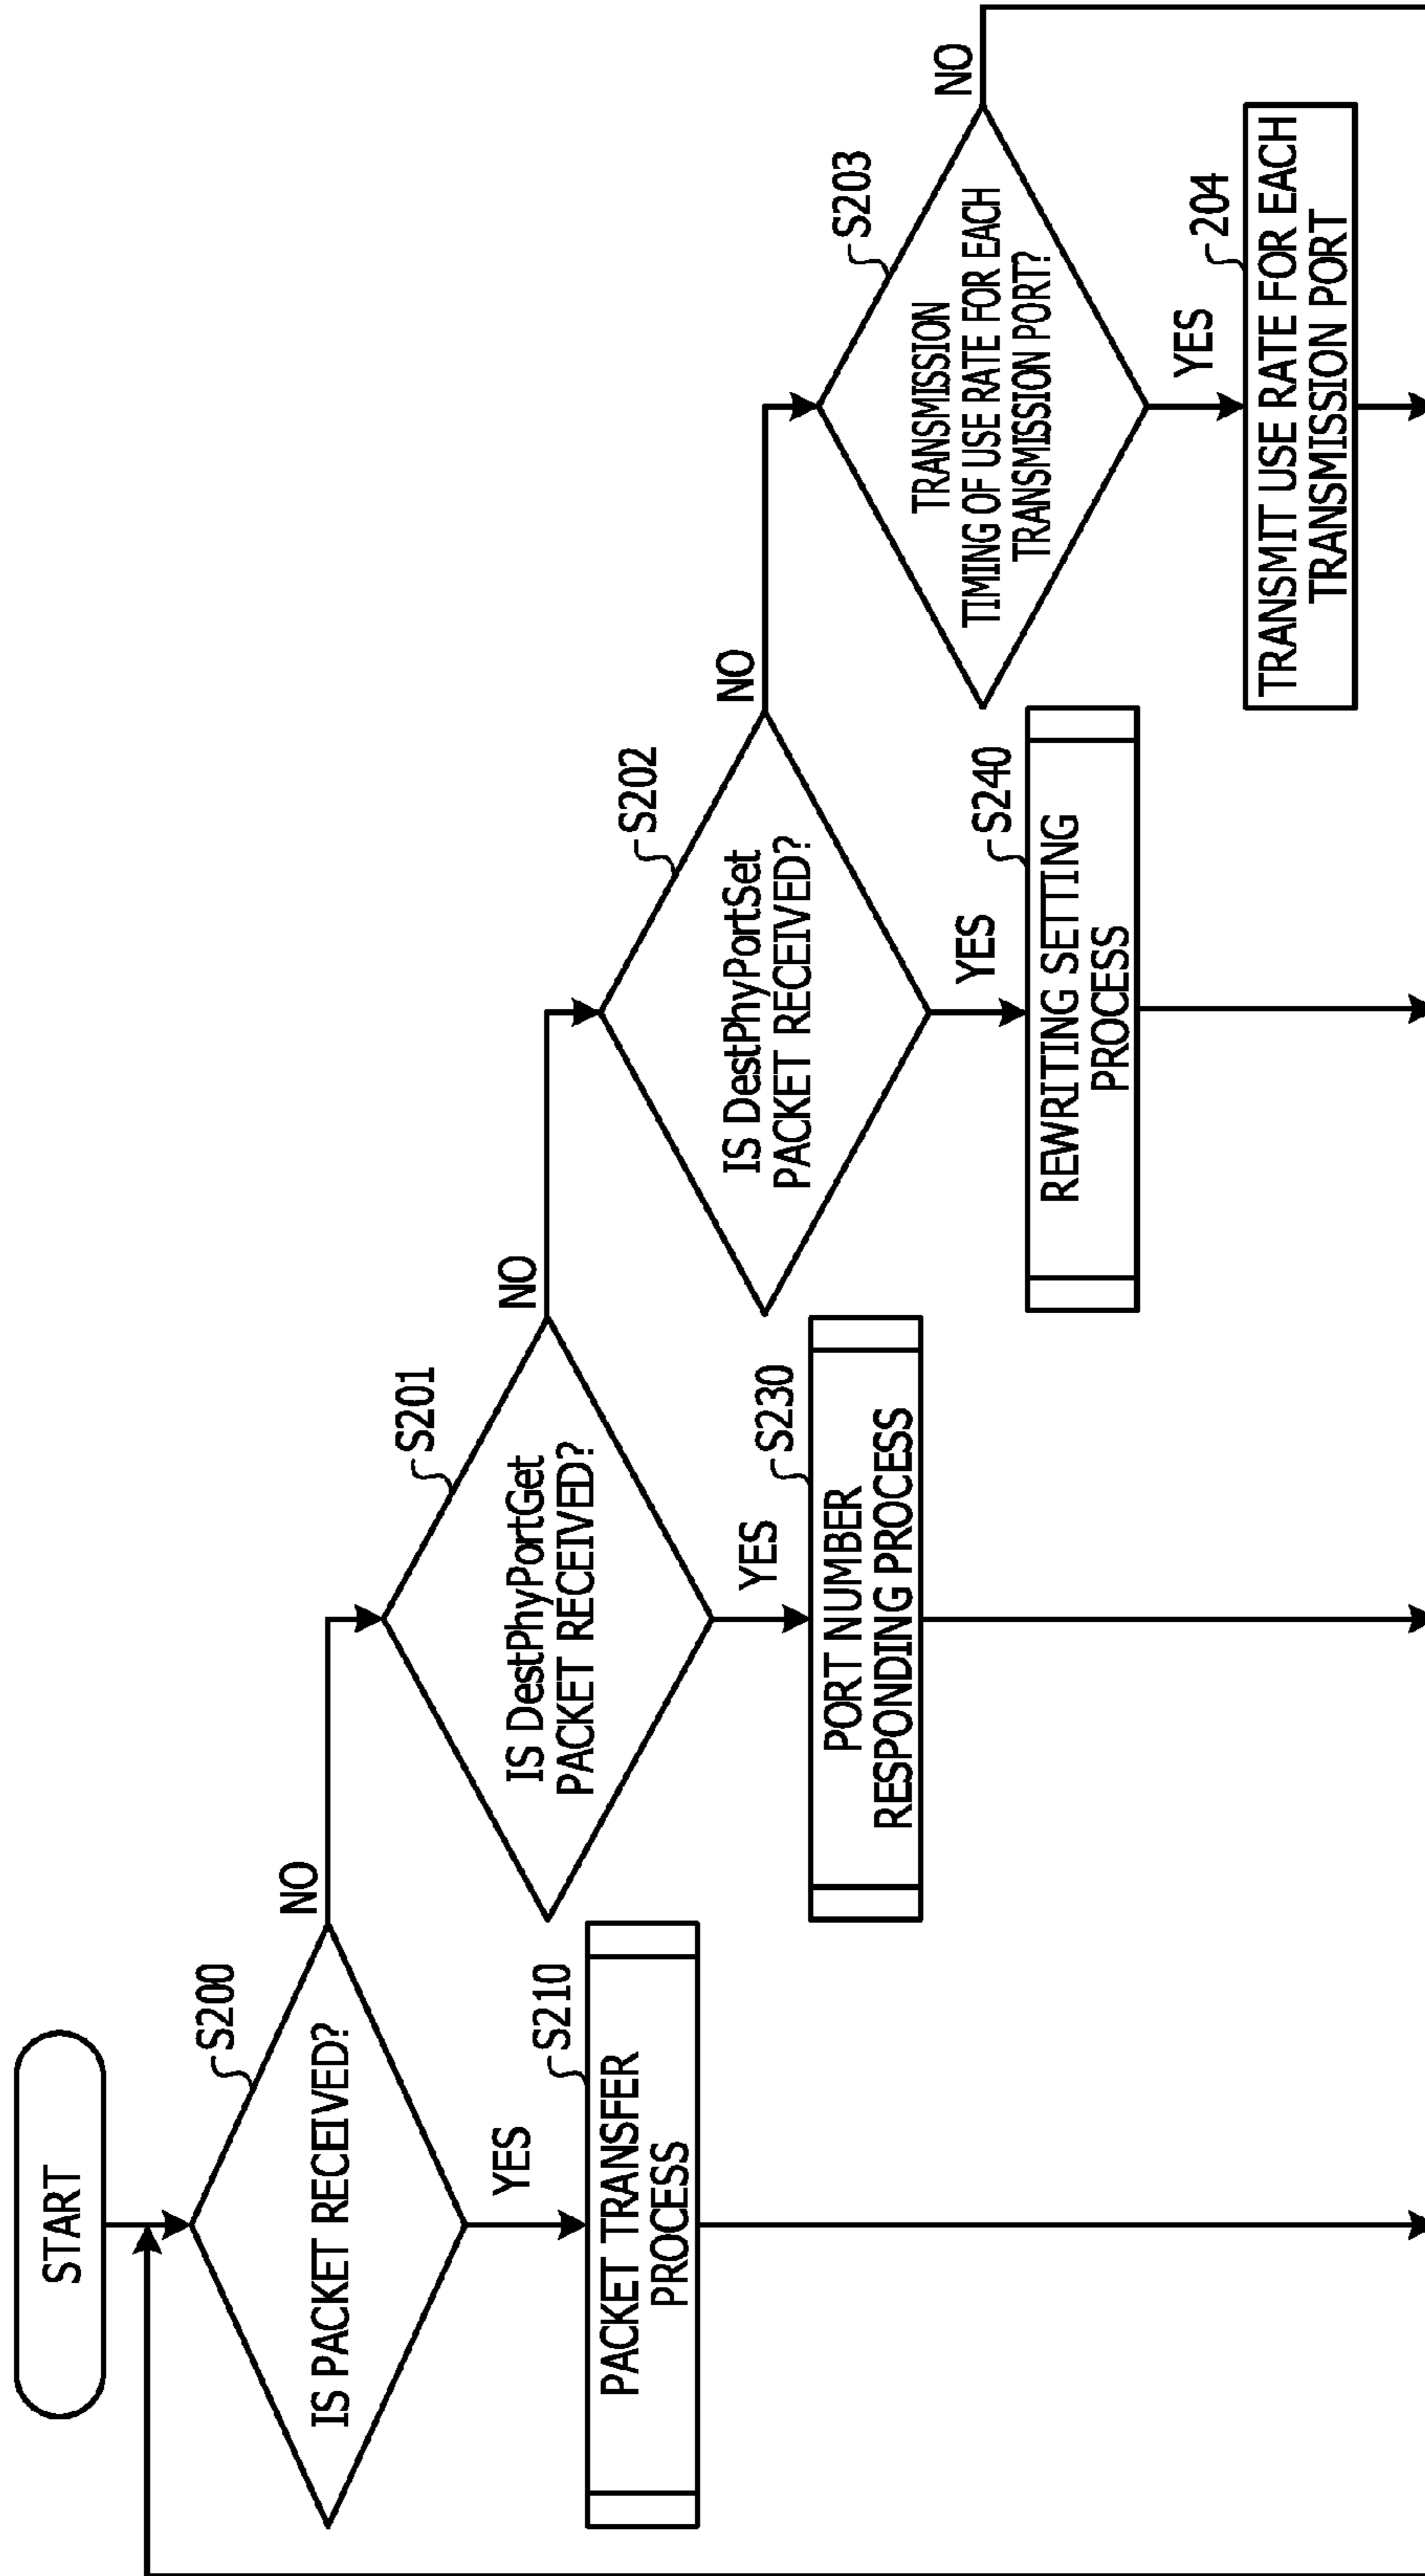 START
S200
IS PACKET RECEIVED?
NO
YES
S210
PACKET TRANSFER
PROCESS
S201
IS DestPhyPortGet
PACKET RECEIVED?
NO
YES
S230
PORT NUMBER
RESPONDING PROCESS
S202
IS DestPhyPortSet
PACKET RECEIVED?
NO
YES
S240
REWRITING SETTING
PROCESS
S203
TRANSMISSION
TIMING OF USE RATE FOR EACH
TRANSMISSION PORT?
NO
YES
204
TRANSMIT USE RATE FOR EACH
TRANSMISSION PORT